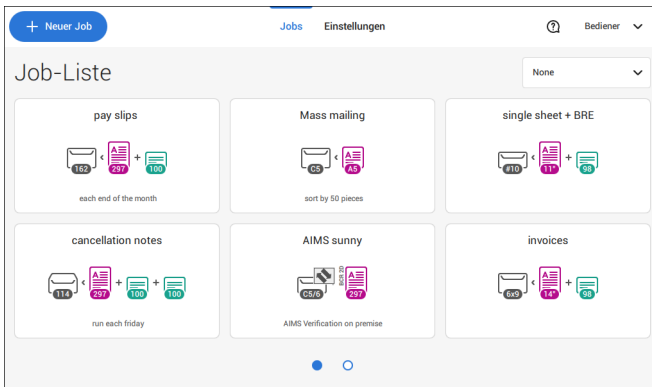 + Neuer Job
Jobs Einstellungen
Bediener
Job-Liste
None
pay slips
162 297 + 100
each end of the month
Mass mailing
C5 A5
sort by 50 pieces
single sheet + BRE
#10 11" + 98
cancellation notes
114 297 + 100 + 100
run each friday
AIMS sunny
BCR 2D
C5/6 297
AIMS Verification on premise
invoices
6x9 14" + 98